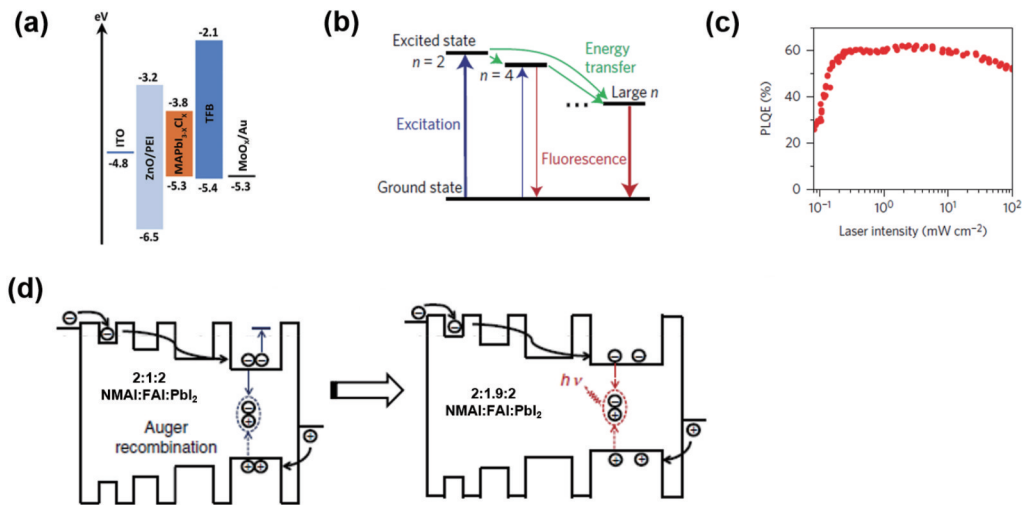 (a)
eV
-2.1
-3.2
-3.8
ITO
-4.8
ZnO/PEI
MAPbI3-xClx
TFB
MoOx/Au
-5.3
-5.4
-5.3
-6.5
(b)
Excited state
n = 2
n = 4
Energy
transfer
Large n
...
Excitation
Fluorescence
Ground state
(c)
PLQE (%)
60
40
20
0
10⁻¹
10⁰
10¹
10²
Laser intensity (mW cm⁻²)
(d)
2:1:2
NMAI:FAI:PbI₂
Auger
recombination
2:1.9:2
NMAI:FAI:PbI₂
hν